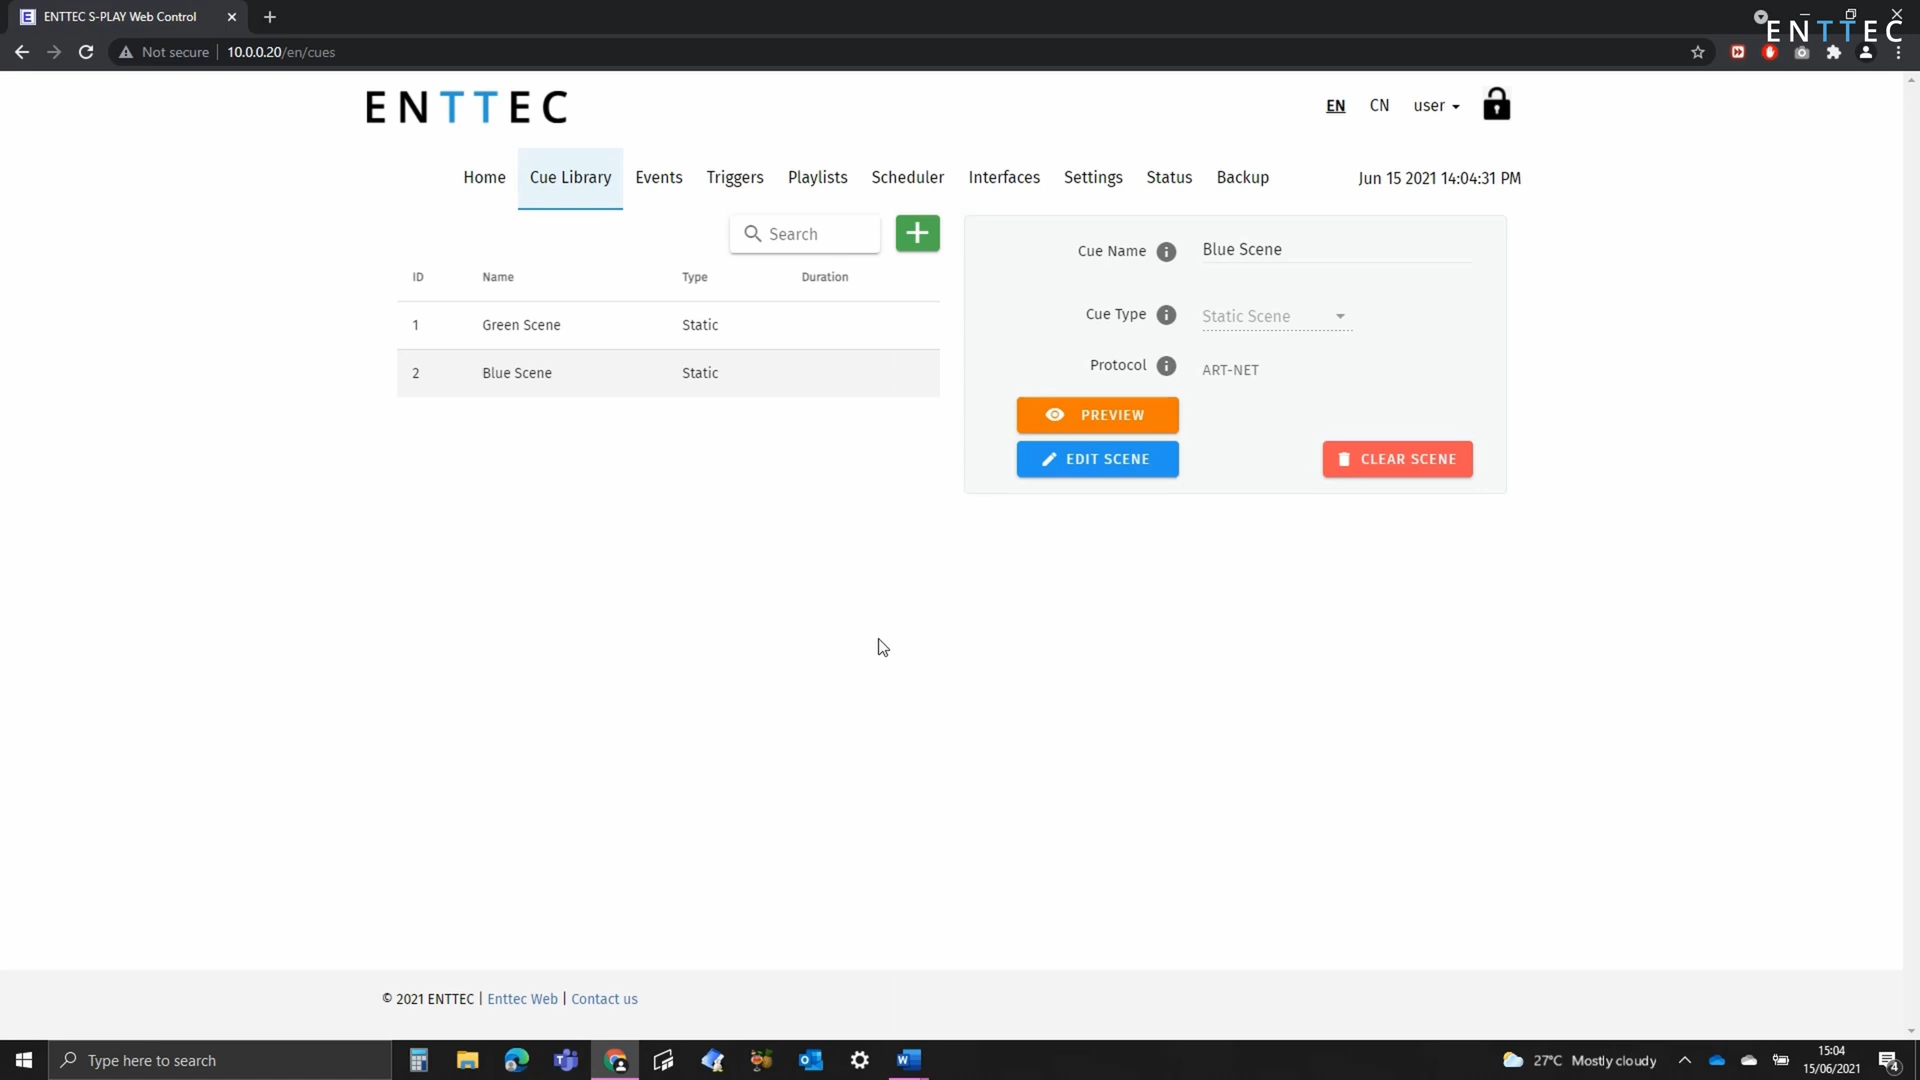 ENTTEC S-PLAY Web Control
ENTTEC
Not secure 10.0.0.20/en/cues
ENTTEC
EN CN user
Home Cue Library Events Triggers Playlists Scheduler Interfaces Settings Status Backup Jun 15 2021 14:04:31 PM
Search
ID Name Type Duration
1 Green Scene Static
2 Blue Scene Static
Cue Name Blue Scene
Cue Type Static Scene
Protocol ART-NET
PREVIEW
EDIT SCENE CLEAR SCENE
© 2021 ENTTEC | Enttec Web | Contact us
Type here to search
27°C Mostly cloudy
15:04
15/06/2021
4